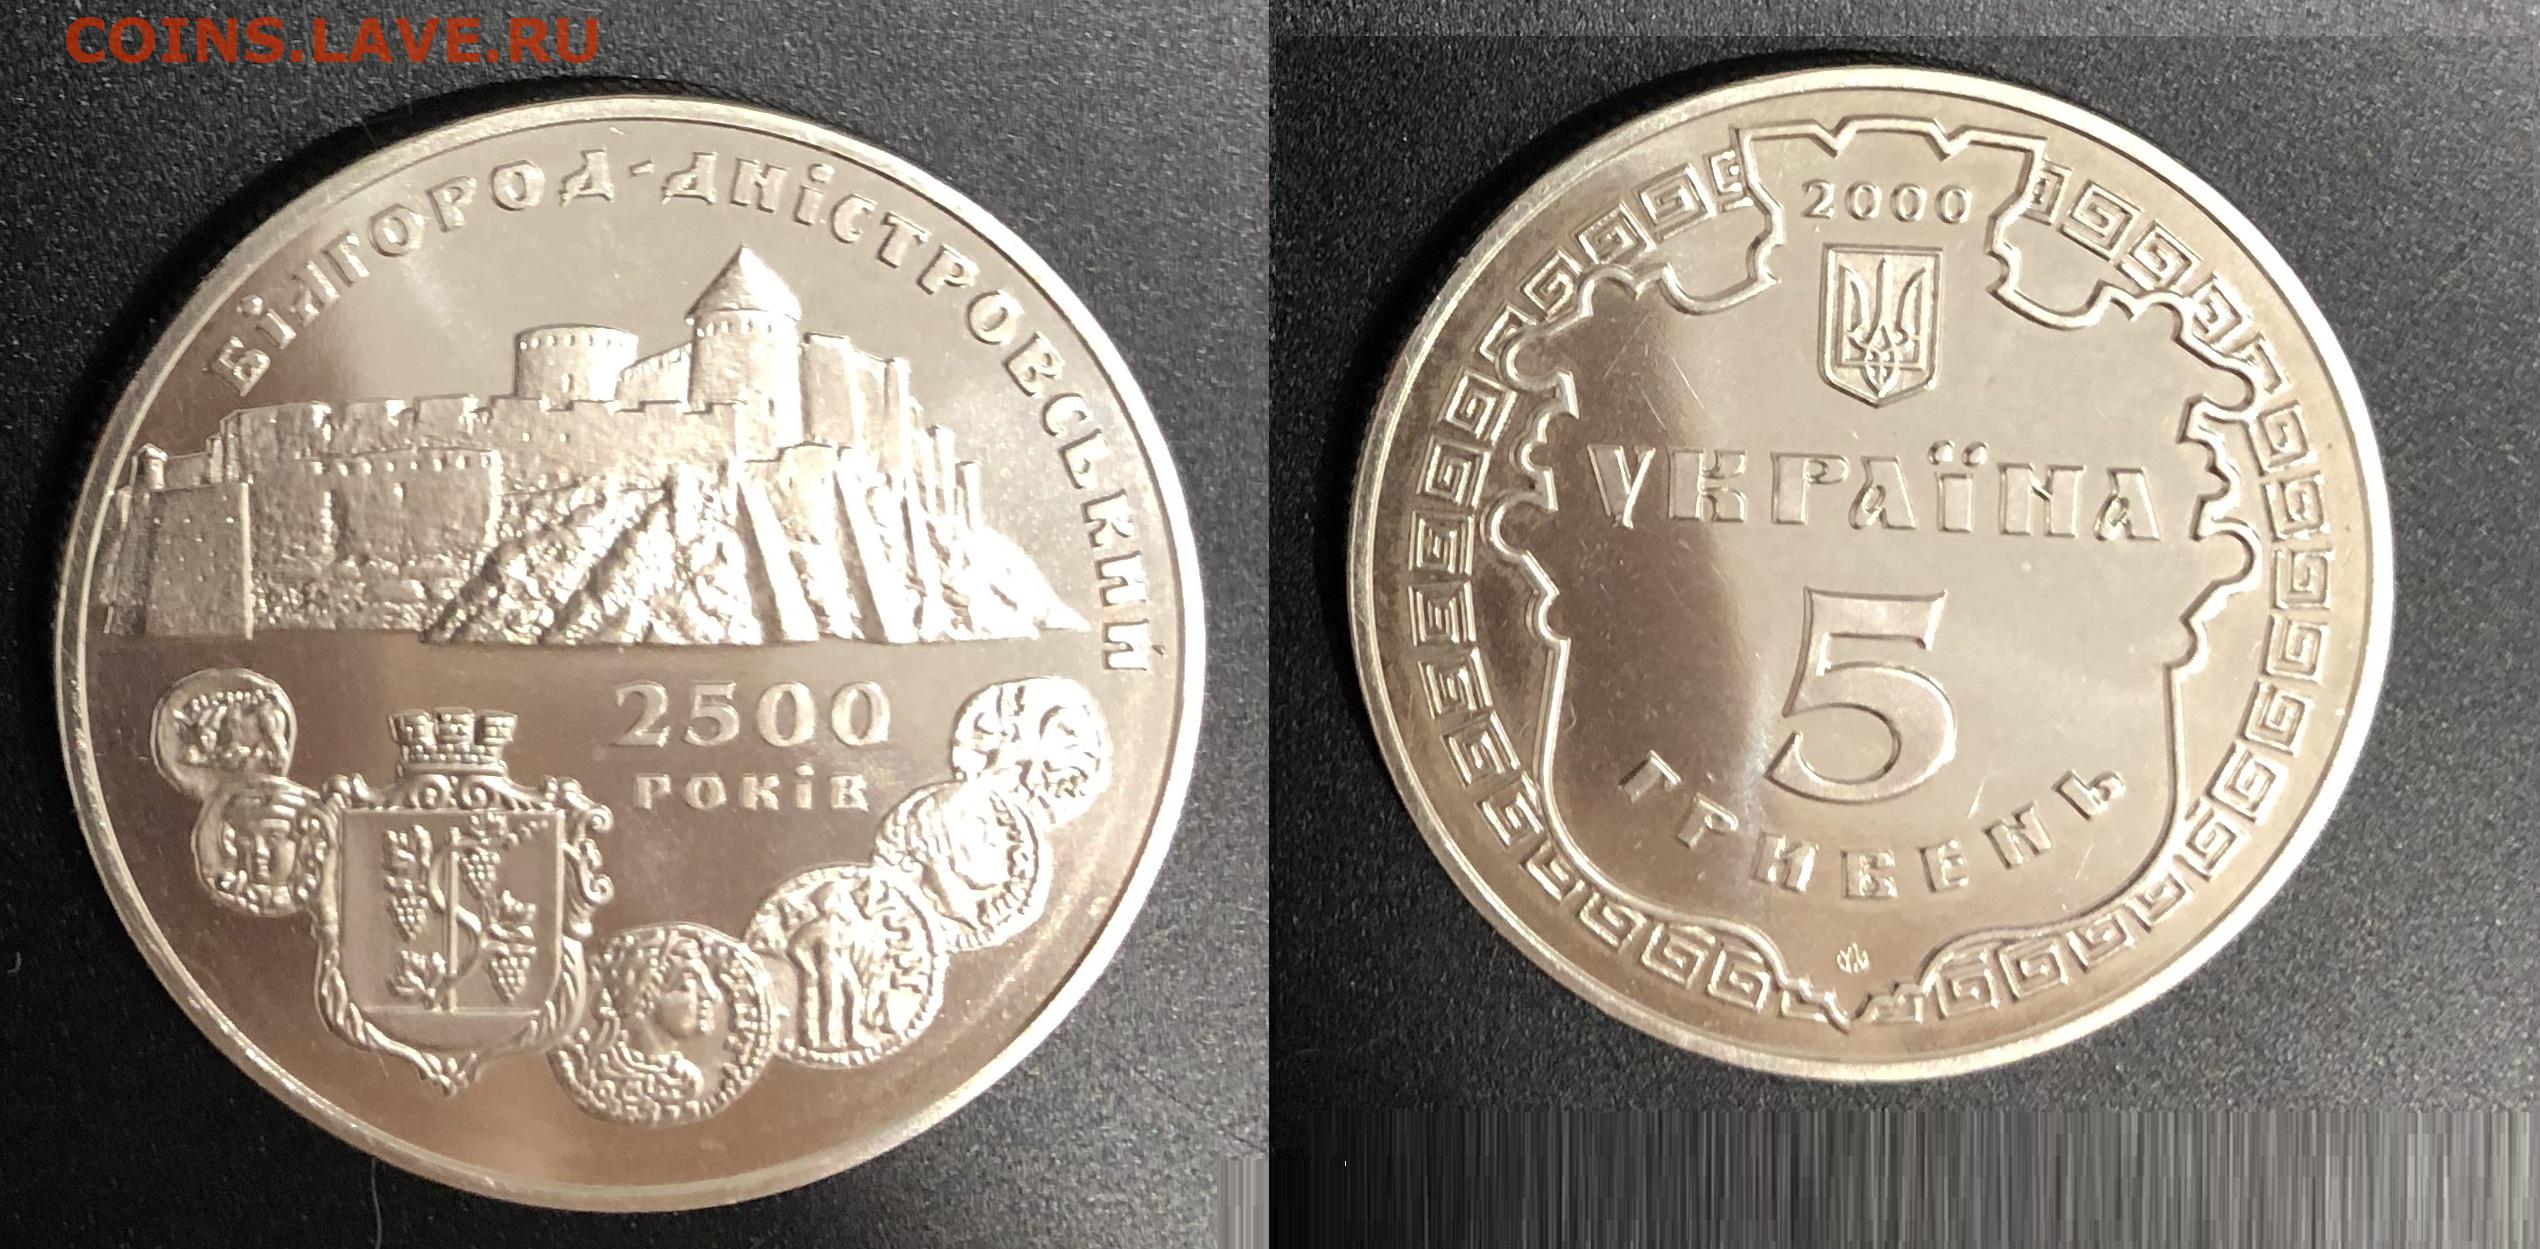 COINS.LAVE.RU
БІЛГОРОД-ДНІСТРОВСЬКИЙ
2500
РОКІВ
2000
УКРАЇНА
5
ГРИВЕНЬ